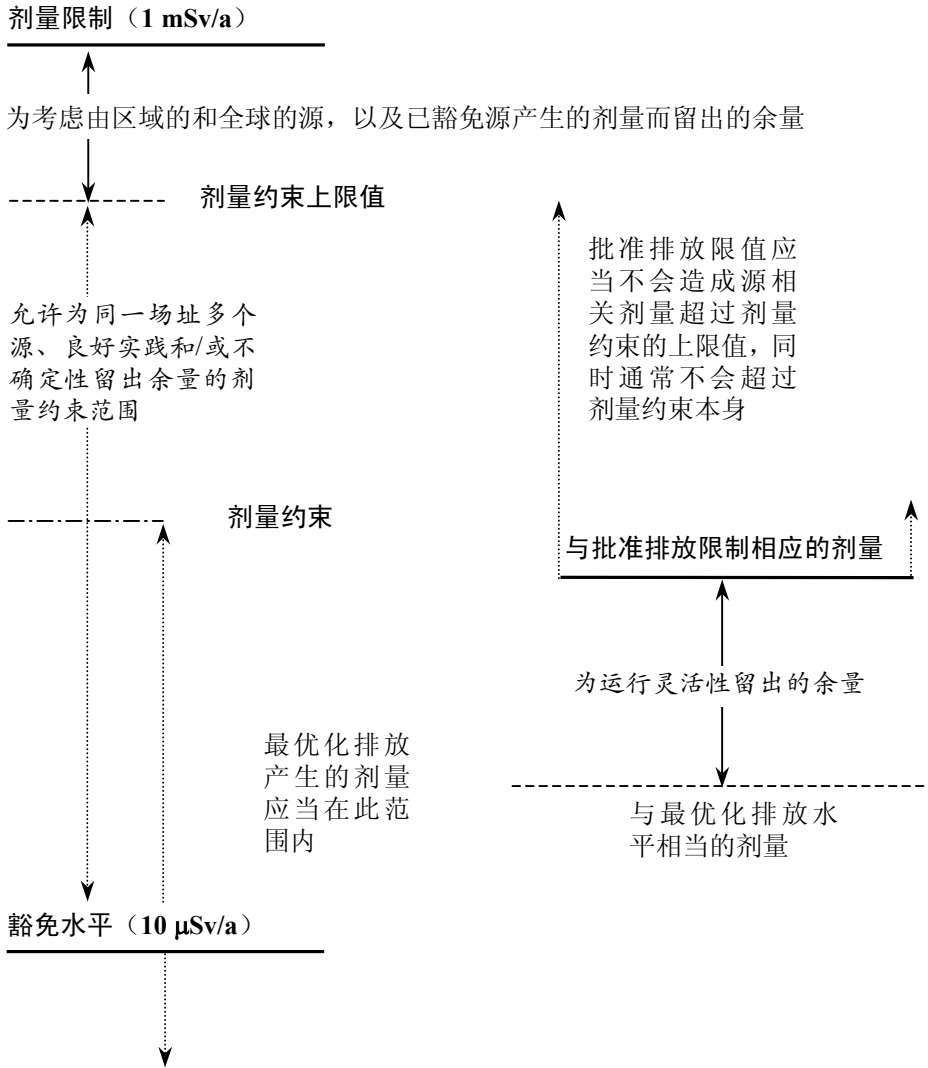 剂量限制（1 mSv/a）
为考虑由区域的和全球的源，以及已豁免源产生的剂量而留出的余量
剂量约束上限值
允许为同一场址多个
源、良好实践和/或不
确定性留出余量的剂
量约束范围
批准排放限值应
当不会造成源相
关剂量超过剂量
约束的上限值，同
时通常不会超过
剂量约束本身
剂量约束
与批准排放限制相应的剂量
为运行灵活性留出的余量
最优化排放
产生的剂量
应当在此范
围内
与最优化排放水
平相当的剂量
豁免水平（10 μSv/a）